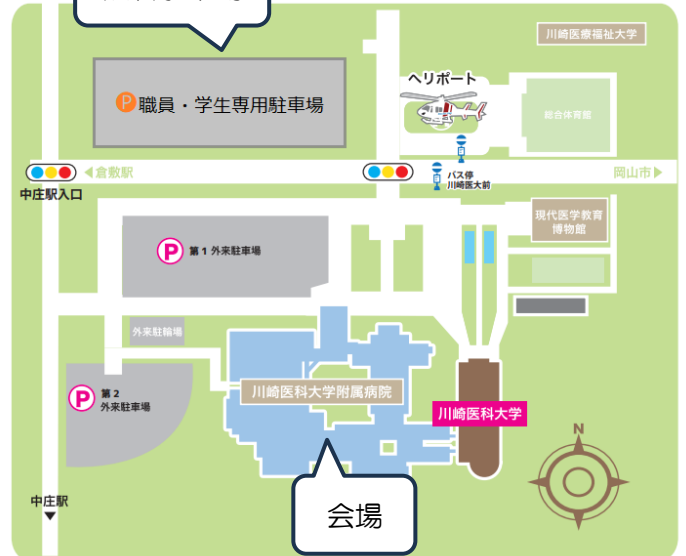 川崎医療福祉大学
ヘリポート
P 職員・学生専用駐車場
総合体育館
◀倉敷駅
バス停
川崎医大前
岡山市▶
中庄駅入口
現代医学教育
博物館
P 第1外来駐車場
外来駐輪場
川崎医科大学附属病院
P 第2
外来駐車場
川崎医科大学
N
中庄駅
▼
会場